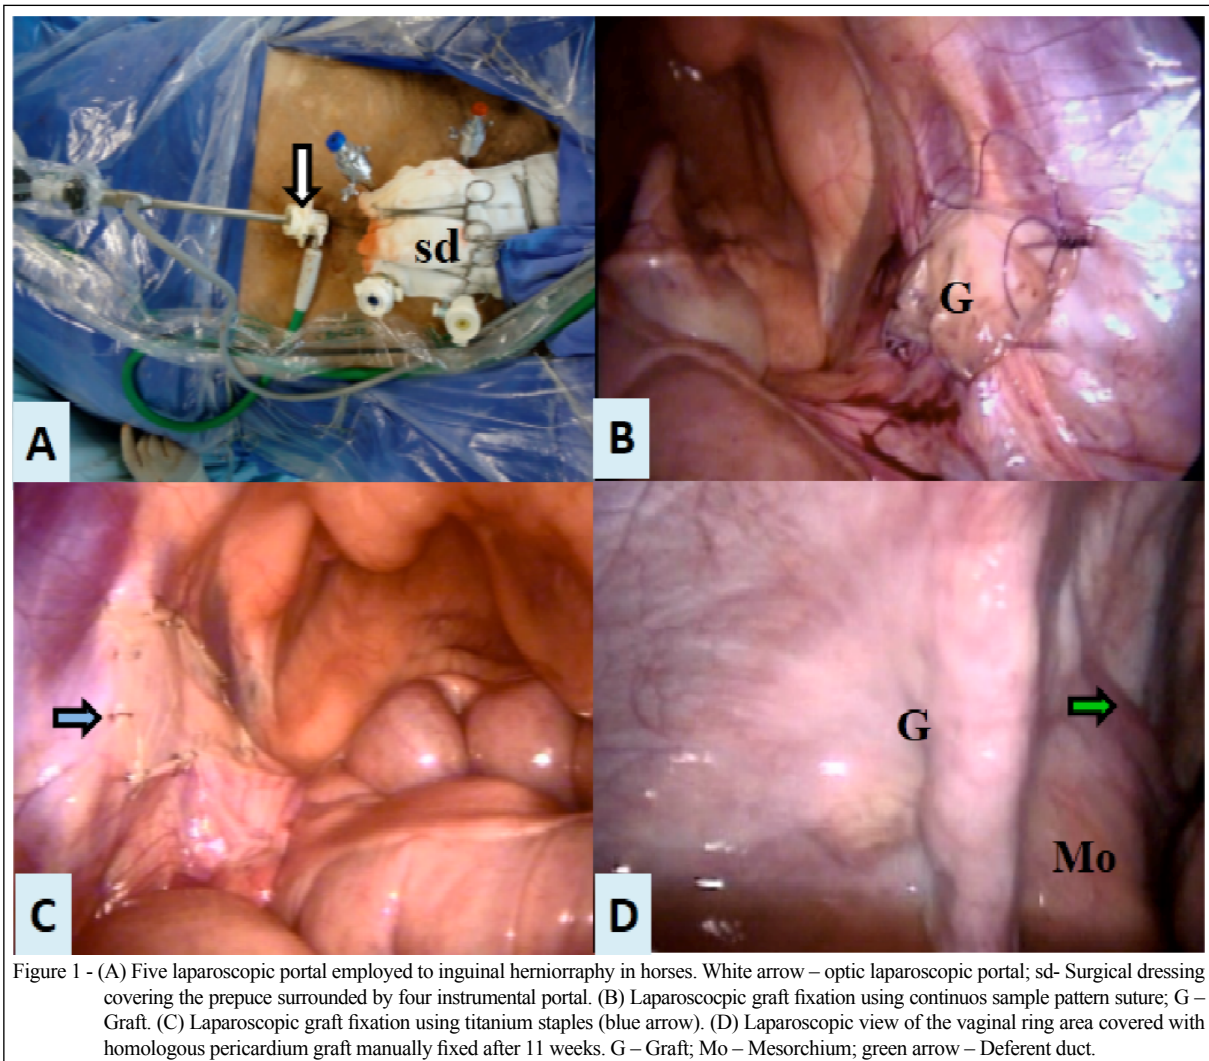 sd
A
G
B
C
G
Mo
D
Figure 1 - (A) Five laparoscopic portal employed to inguinal herniorraphy in horses. White arrow – optic laparoscopic portal; sd- Surgical dressing
covering the prepuce surrounded by four instrumental portal. (B) Laparoscocpic graft fixation using continuos sample pattern suture; G –
Graft. (C) Laparoscopic graft fixation using titanium staples (blue arrow). (D) Laparoscopic view of the vaginal ring area covered with
homologous pericardium graft manually fixed after 11 weeks. G – Graft; Mo – Mesorchium; green arrow – Deferent duct.